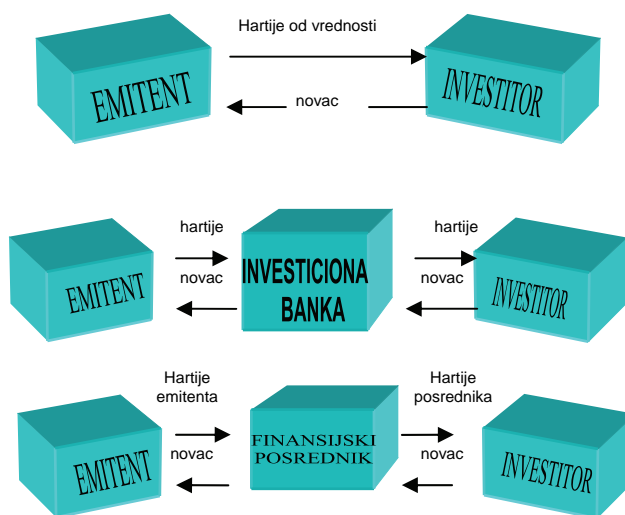 Hartije od vrednosti
EMITENT
INVESTITOR
novac
hartije
hartije
EMITENT
novac
INVESTICIONA
BANKA
novac
INVESTITOR
Hartije
emitenta
Hartije
posrednika
EMITENT
novac
FINANSIJSKI
POSREDNIK
novac
INVESTITOR